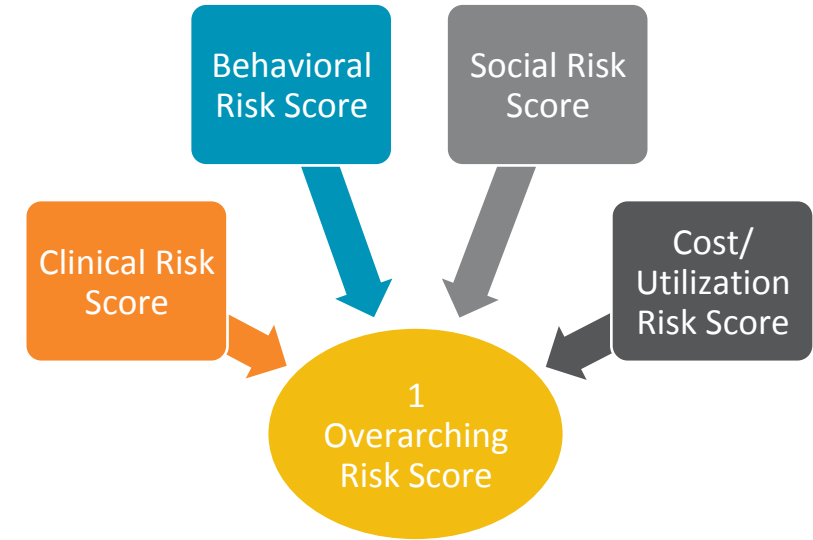 Behavioral
Risk Score
Social Risk
Score
Clinical Risk
Score
Cost/
Utilization
Risk Score
1
Overarching
Risk Score